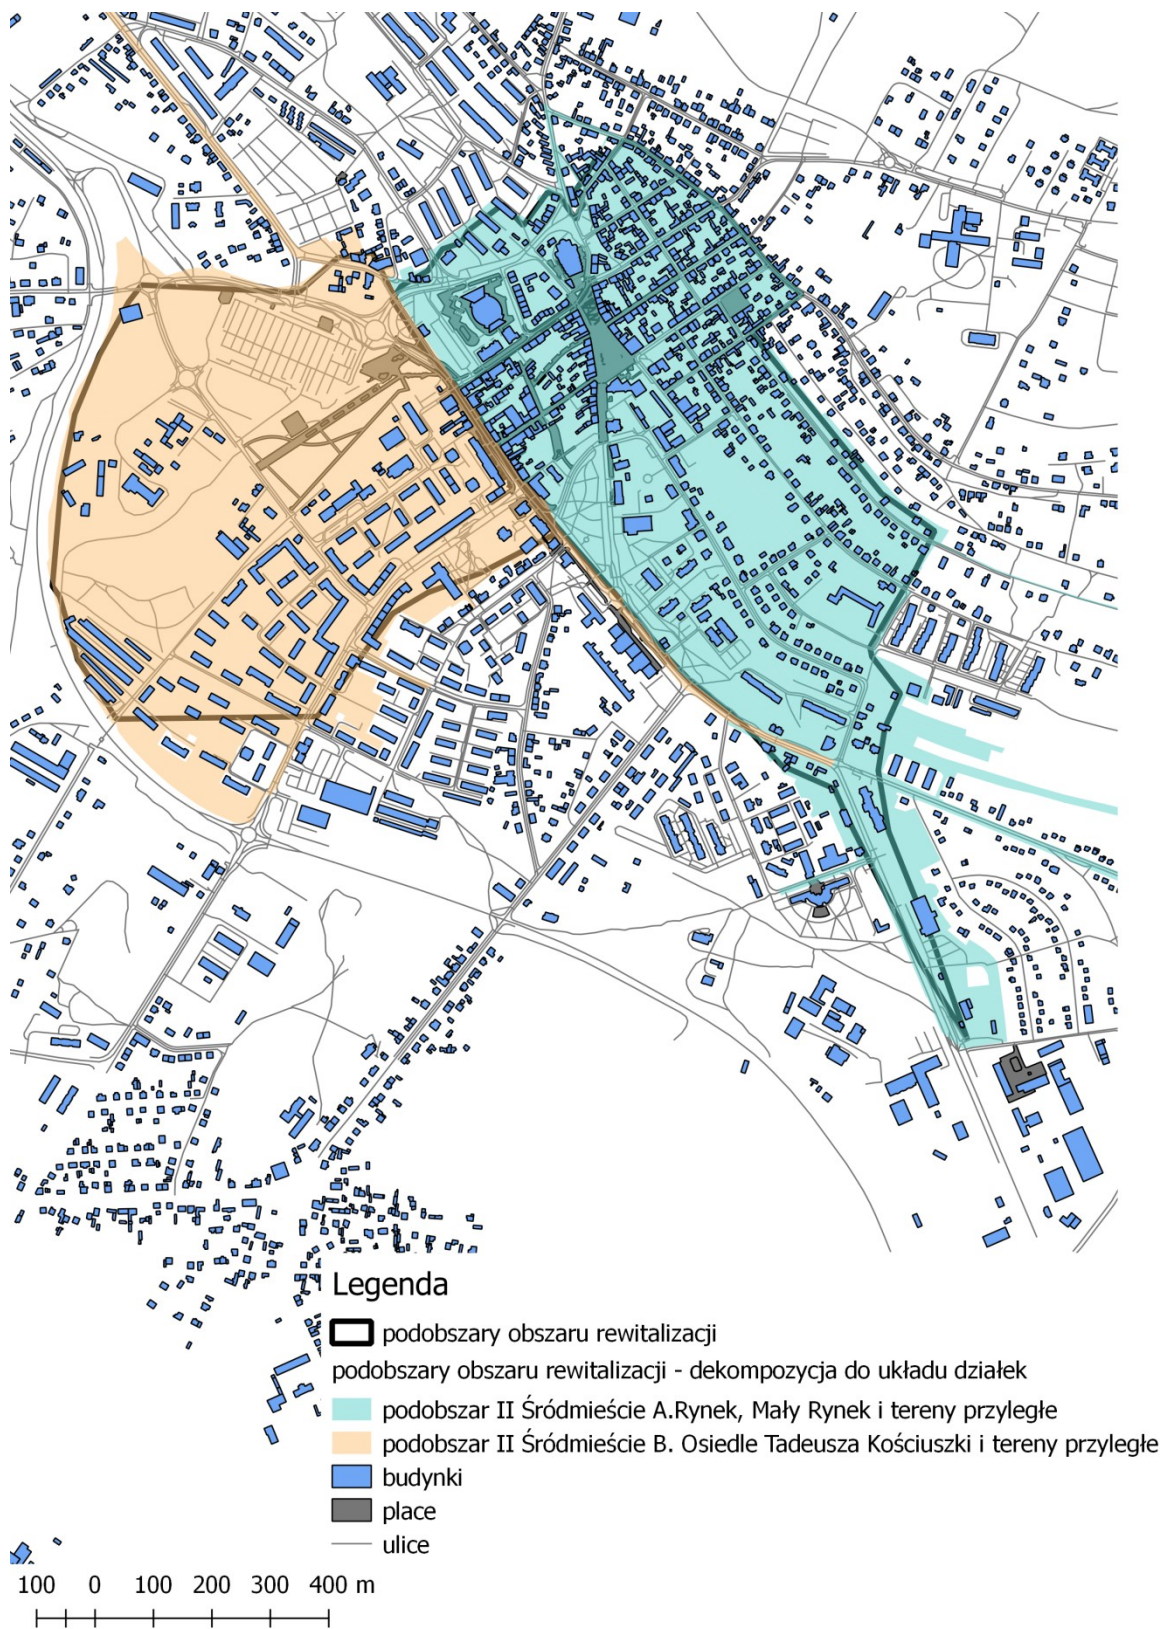 Legenda
podobszary obszaru rewitalizacji
podobszary obszaru rewitalizacji - dekompozycja do układu działek
podobszar II Śródmieście A.Rynek, Mały Rynek i tereny przyległe
podobszar II Śródmieście B. Osiedle Tadeusza Kościuszki i tereny przyległe
budynki
place
ulice
100 0 100 200 300 400 m